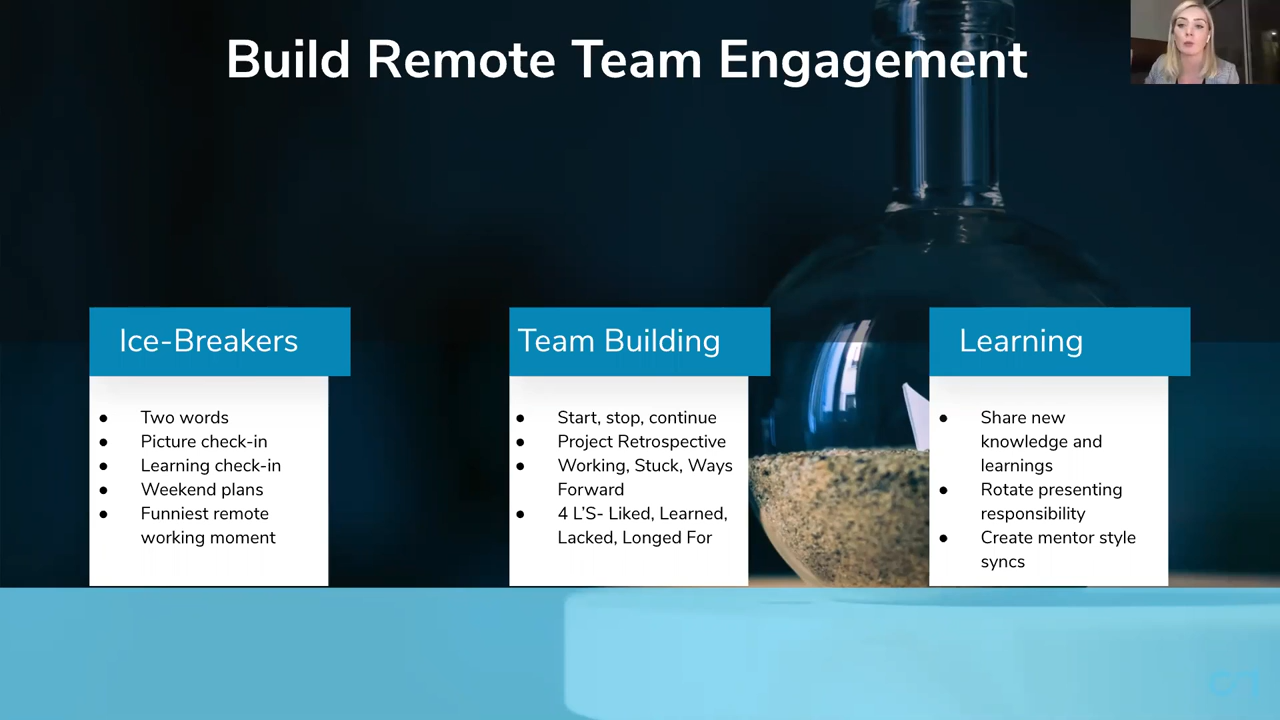 Build Remote Team Engagement
Ice-Breakers
● Two words
● Picture check-in
● Learning check-in
● Weekend plans
● Funniest remote
working moment
Team Building
● Start, stop, continue
● Project Retrospective
● Working, Stuck, Ways
Forward
● 4 L'S- Liked, Learned,
Lacked, Longed For
Learning
● Share new
knowledge and
learnings
● Rotate presenting
responsibility
● Create mentor style
syncs